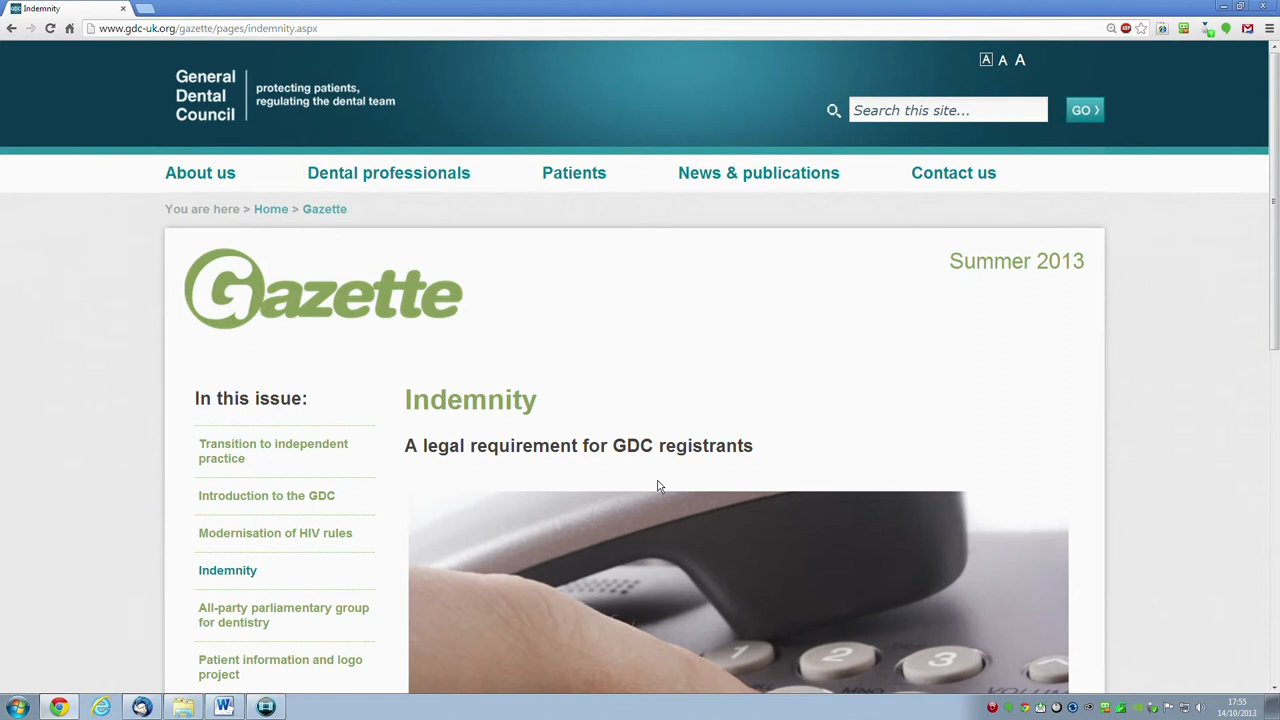 Indemnity
www.gdc-uk.org/gazette/pages/indemnity.aspx
A A A
General
Dental
Council
protecting patients,
regulating the dental team
Search this site...
GO
About us
Dental professionals
Patients
News & publications
Contact us
You are here > Home > Gazette
Gazette
Summer 2013
In this issue:
Transition to independent
practice
Introduction to the GDC
Modernisation of HIV rules
Indemnity
All-party parliamentary group
for dentistry
Patient information and logo
project
Indemnity
A legal requirement for GDC registrants
1 2 3
VOLUM
17:55
14/10/2013